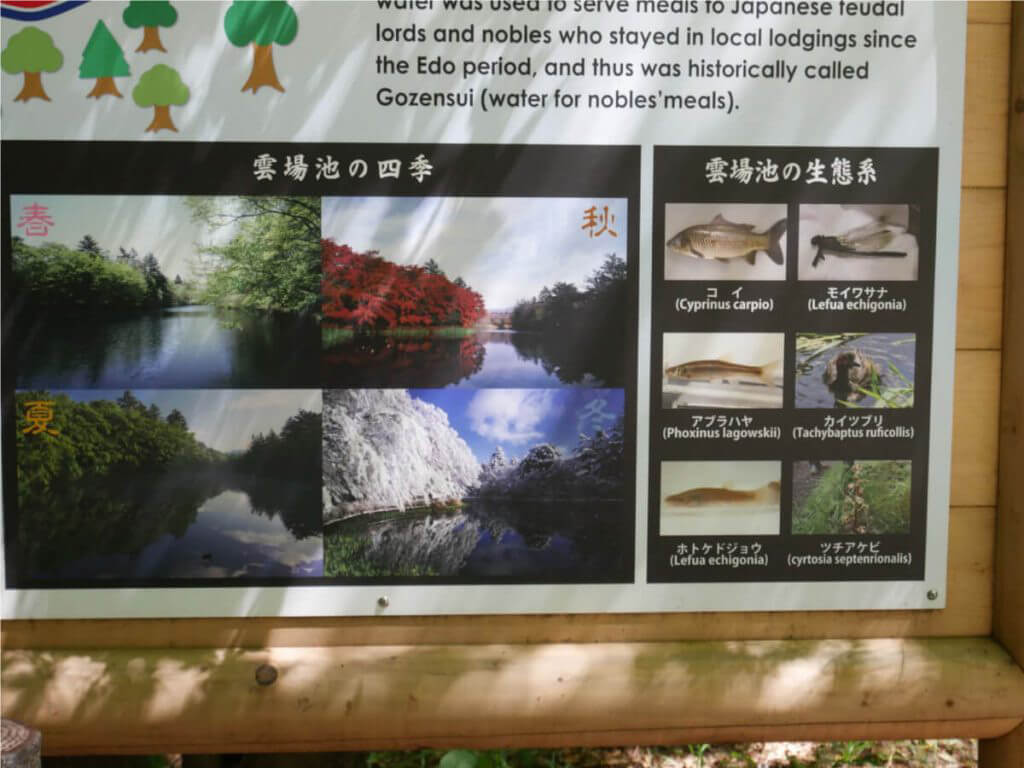 water was used to serve meals to Japanese feudal
lords and nobles who stayed in local lodgings since
the Edo period, and thus was historically called
Gozensui (water for nobles'meals).
雲場池の四季
春
秋
夏
冬
雲場池の生態系
コイ
(Cyprinus carpio)
モイワサナ
(Lefua echigonia)
アブラハヤ
(Phoxinus lagowskii)
カイツブリ
(Tachybaptus ruficollis)
ホトケドジョウ
(Lefua echigonia)
ツチアケビ
(cyrtosia septenrionalis)